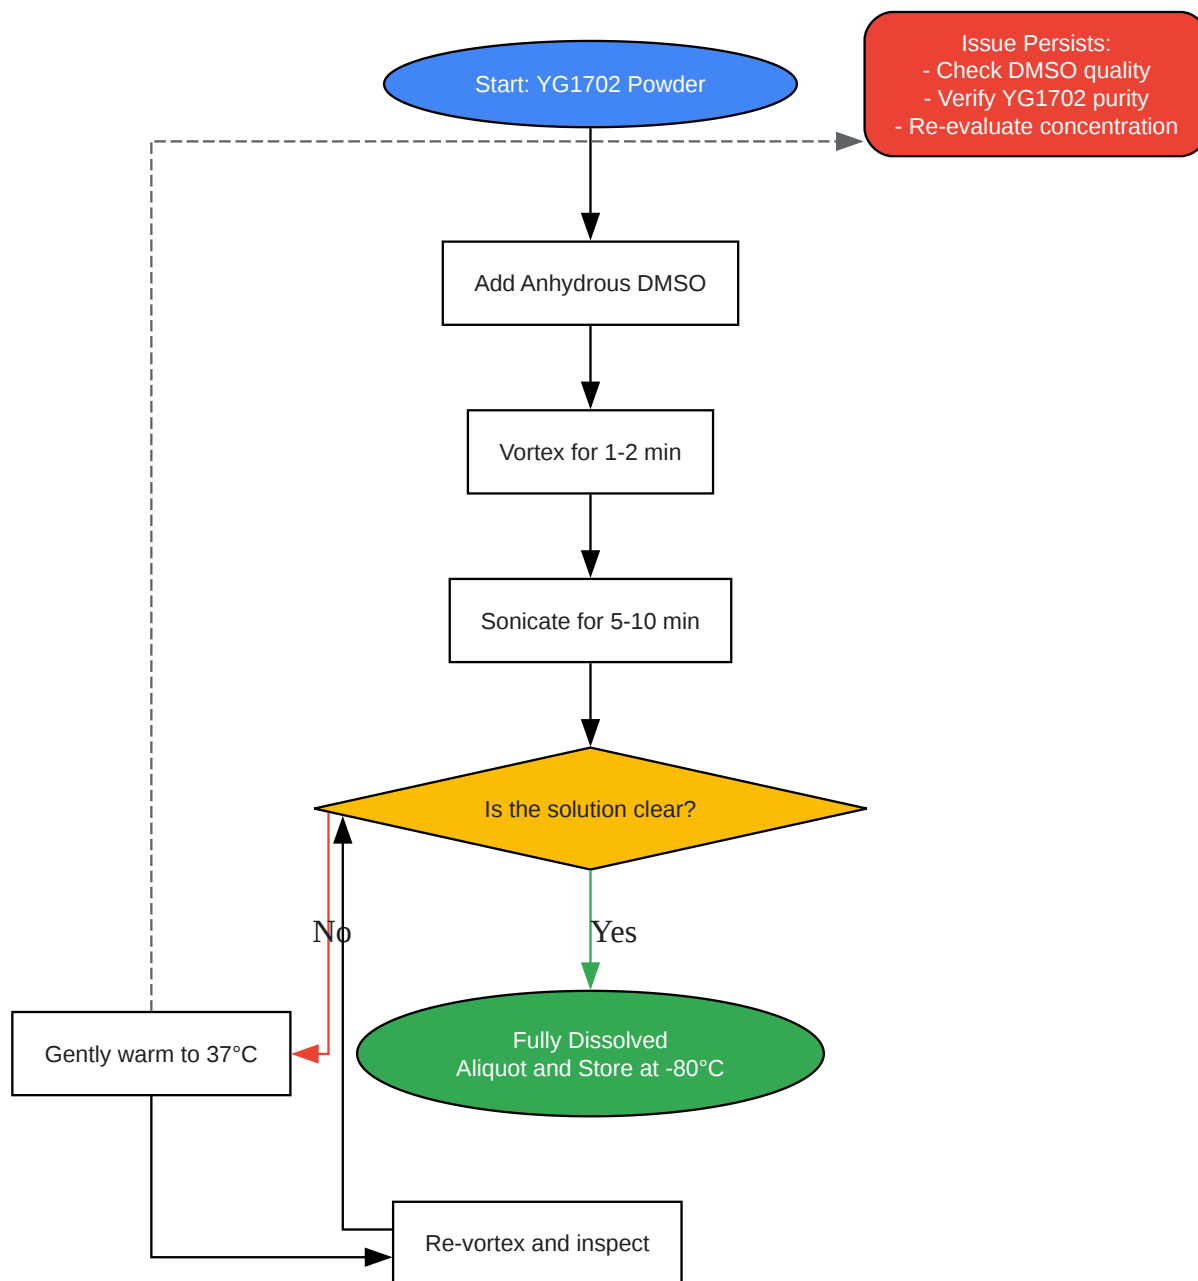 Start: YG1702 Powder
Issue Persists:
- Check DMSO quality
- Verify YG1702 purity
- Re-evaluate concentration
Add Anhydrous DMSO
Vortex for 1-2 min
Sonicate for 5-10 min
Is the solution clear?
No
Yes
Gently warm to 37°C
Fully Dissolved
Aliquot and Store at -80°C
Re-vortex and inspect